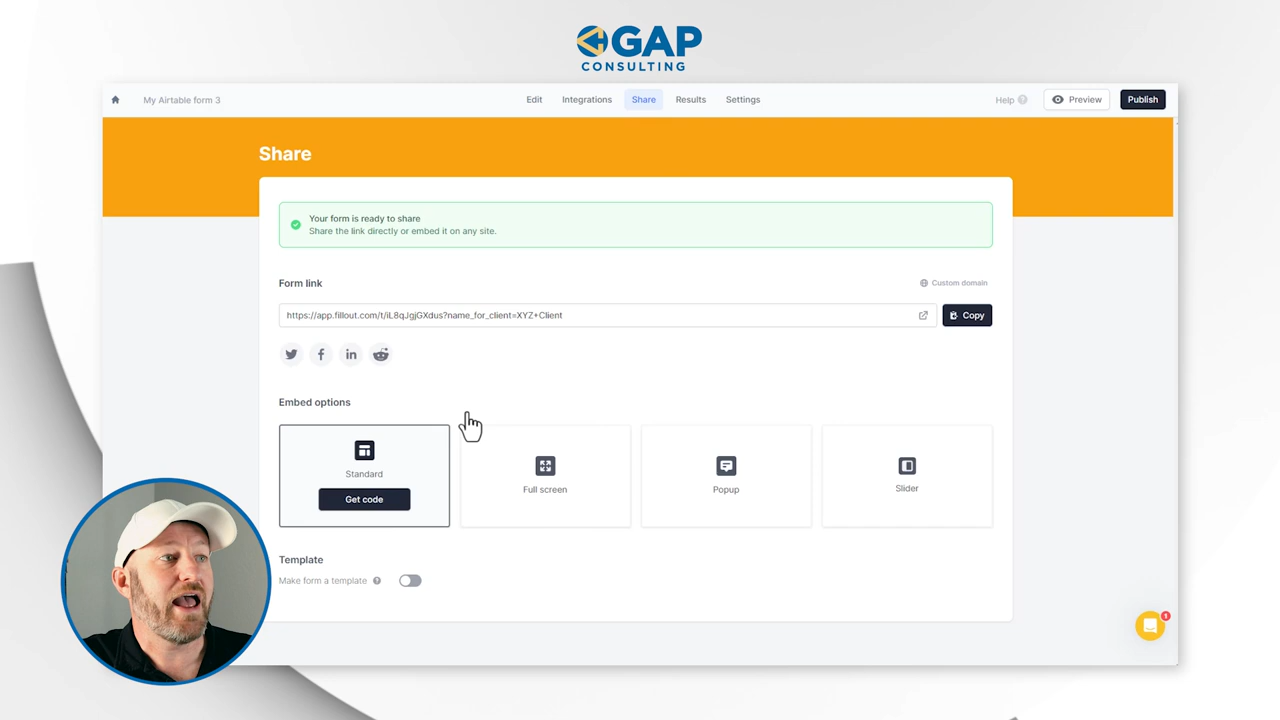 GAP
CONSULTING
My Airtable form 3
Edit
Integrations
Share
Results
Settings
Help
Preview
Publish
Share
Your form is ready to share
Share the link directly or embed it on any site.
Form link
Custom domain
https://app.fillout.com/t/iL8qJgjGXdus?name_for_client=XYZ+Client
Copy
Embed options
Standard
Get code
Full screen
Popup
Slider
Template
Make form a template
1